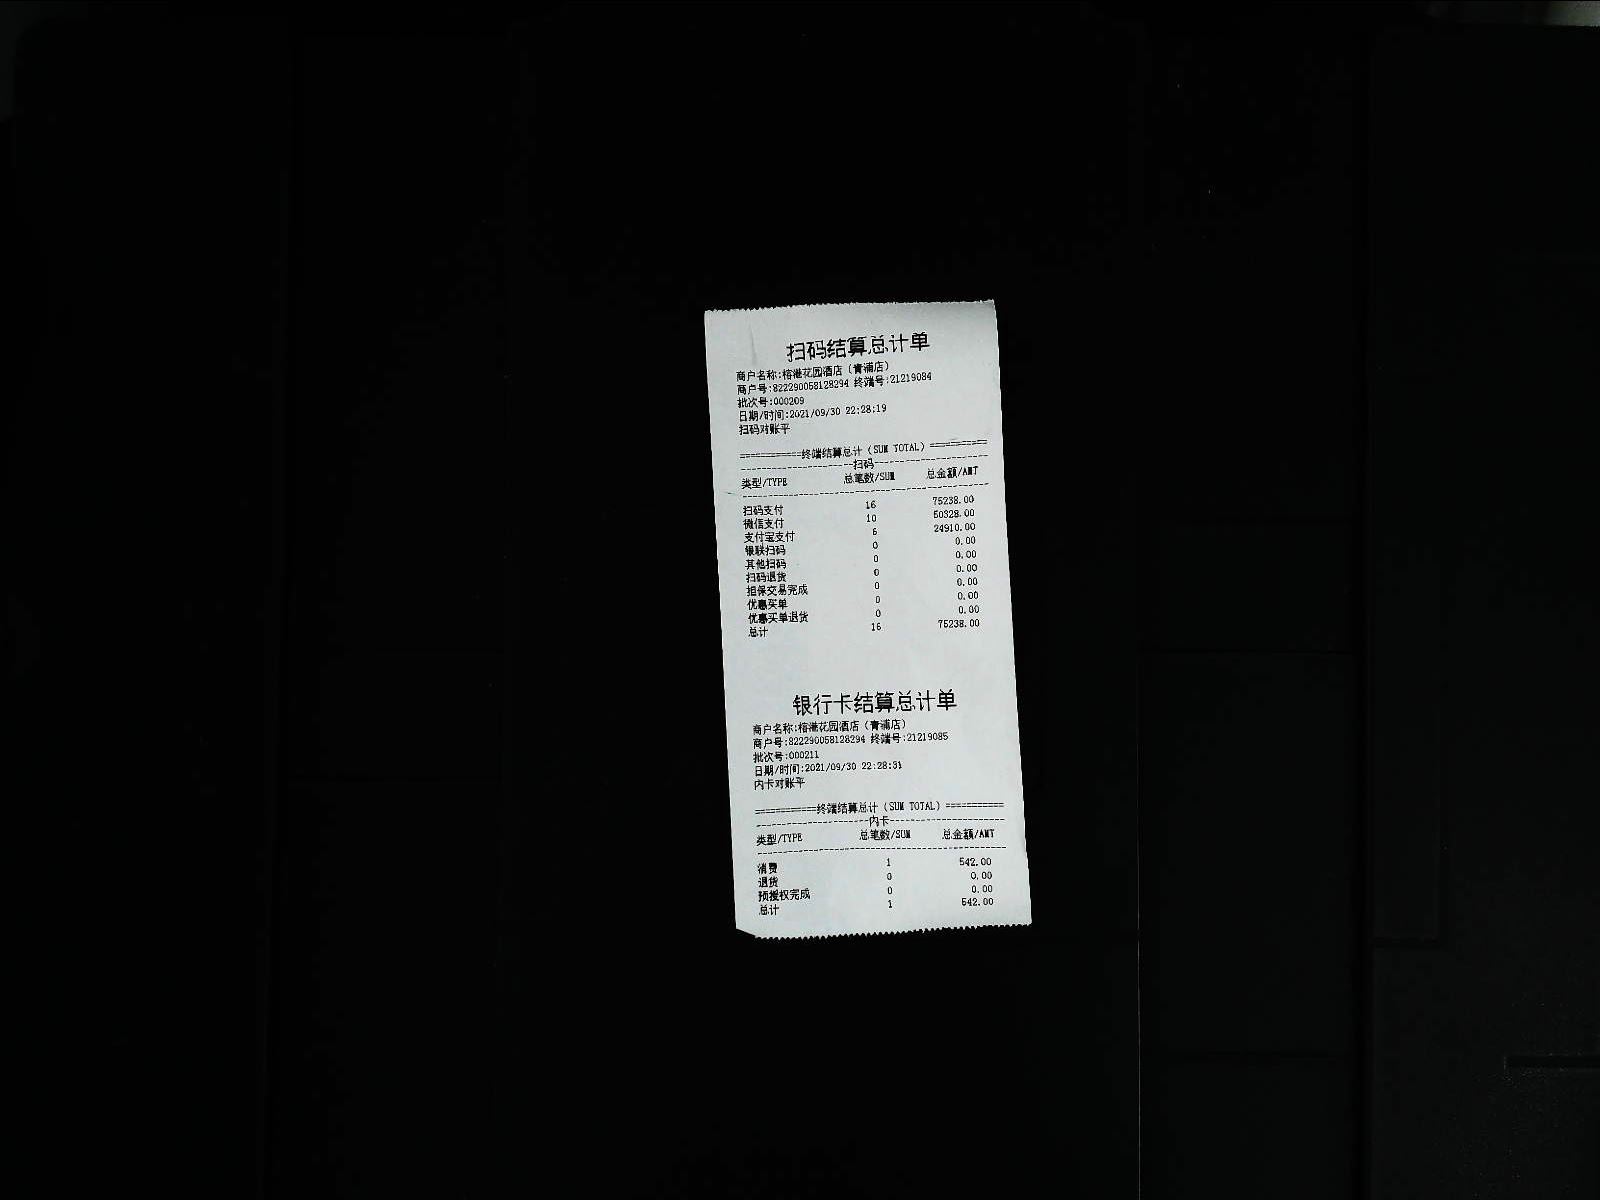 扫码结算总计单
商户名称:榕港花园酒店（青浦店）
商户号:822290058128294 终端号:21219084
批次号:000209
日期/时间:2021/09/30 22:28:19
扫码对账平
============终端结算总计（SUM TOTAL）===========
----------------------扫码----------------------
类型/TYPE 总笔数/SUM 总金额/AMT
扫码支付 16 75238.00
微信支付 10 50328.00
支付宝支付 6 24910.00
银联扫码 0 0.00
其他扫码 0 0.00
扫码退货 0 0.00
担保交易完成 0 0.00
优惠买单 0 0.00
优惠买单退货 0 0.00
总计 16 75238.00
银行卡结算总计单
商户名称:榕港花园酒店（青浦店）
商户号:822290058128294 终端号:21219085
批次号:000211
日期/时间:2021/09/30 22:28:31
内卡对账平
============终端结算总计（SUM TOTAL）===========
----------------------内卡----------------------
类型/TYPE 总笔数/SUM 总金额/AMT
消费 1 542.00
退货 0 0.00
预授权完成 0 0.00
总计 1 542.00